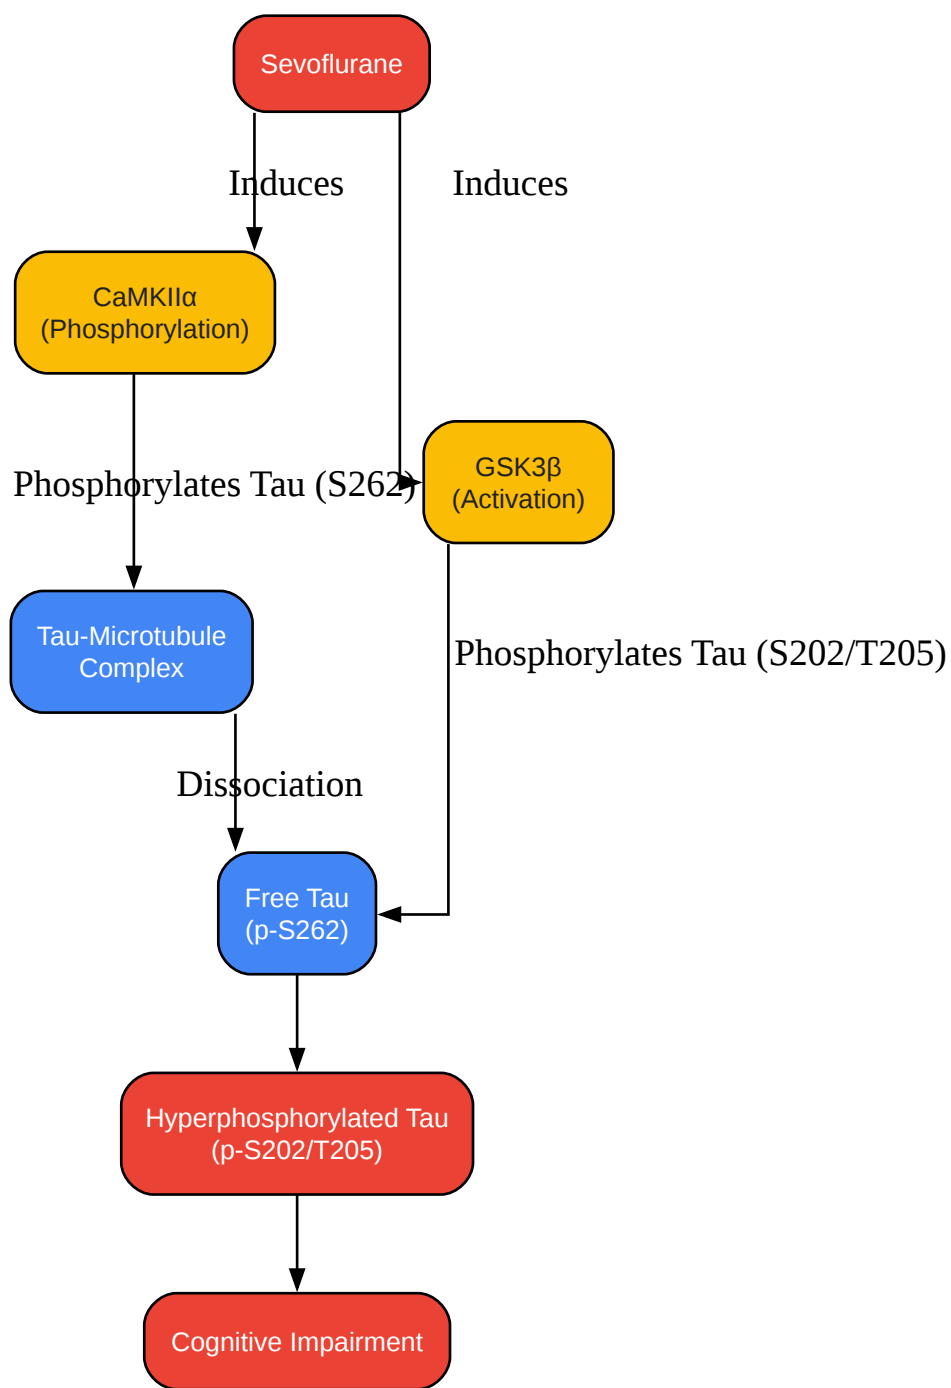 Sevoflurane
Induces
Induces
CaMKIIα
(Phosphorylation)
Phosphorylates Tau (S262)
GSK3β
(Activation)
Tau-Microtubule
Complex
Phosphorylates Tau (S202/T205)
Dissociation
Free Tau
(p-S262)
Hyperphosphorylated Tau
(p-S202/T205)
Cognitive Impairment